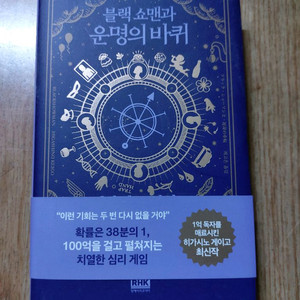 블랙 쇼맨과
운명의 바퀴
"이런 기회는 두 번 다시 없을 거야"
확률은 38분의 1,
100억을 걸고 펼쳐지는
치열한 심리 게임
1억 독자를
매료시킨
히가시노 게이고
최신작
RHK